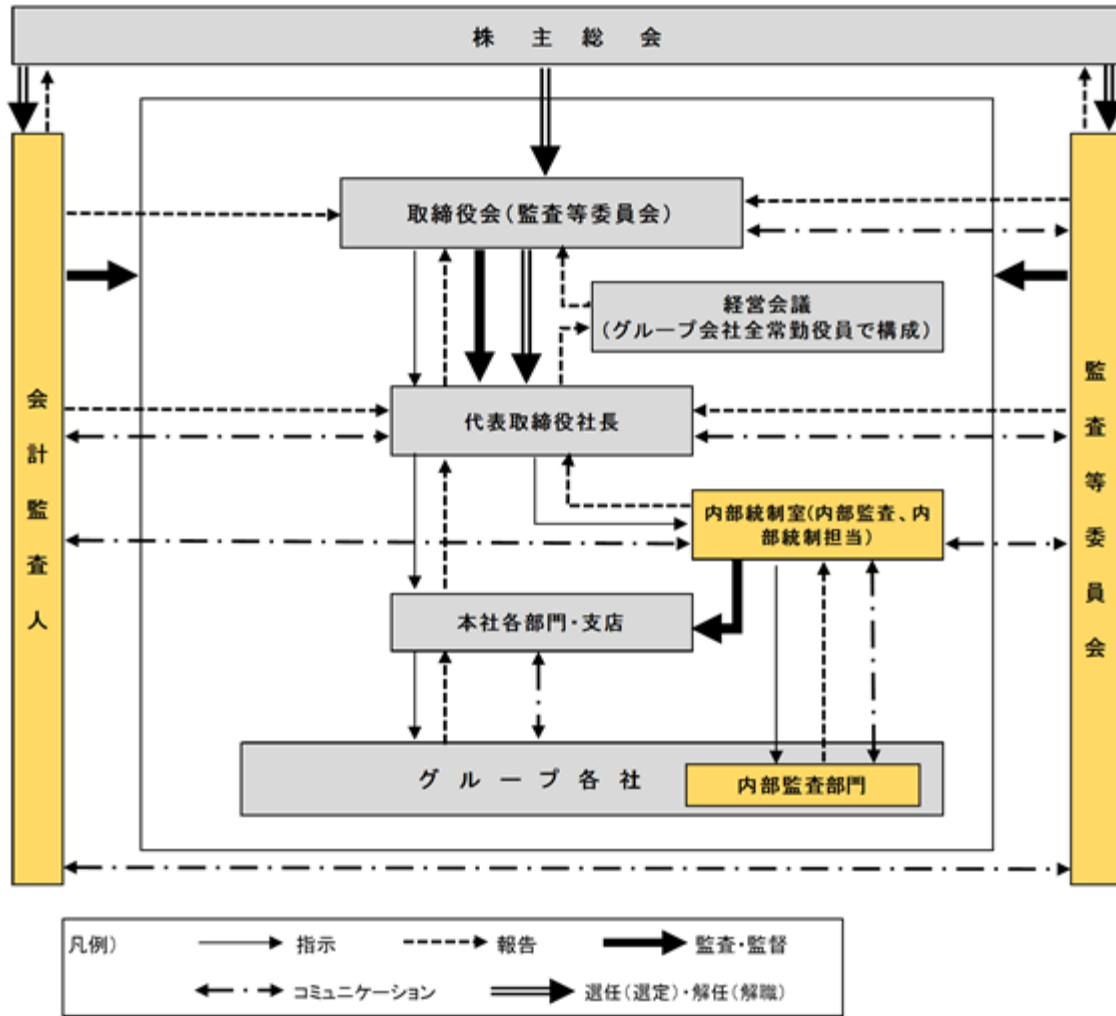 株主総会
取締役会(監査等委員会)
経営会議
(グループ会社全常勤役員で構成)
会計監査人
代表取締役社長
監査等委員会
内部統制室(内部監査、内
部統制担当)
本社各部門・支店
グループ各社
内部監査部門
凡例)
指示
報告
監査・監督
コミュニケーション
選任(選定)・解任(解職)